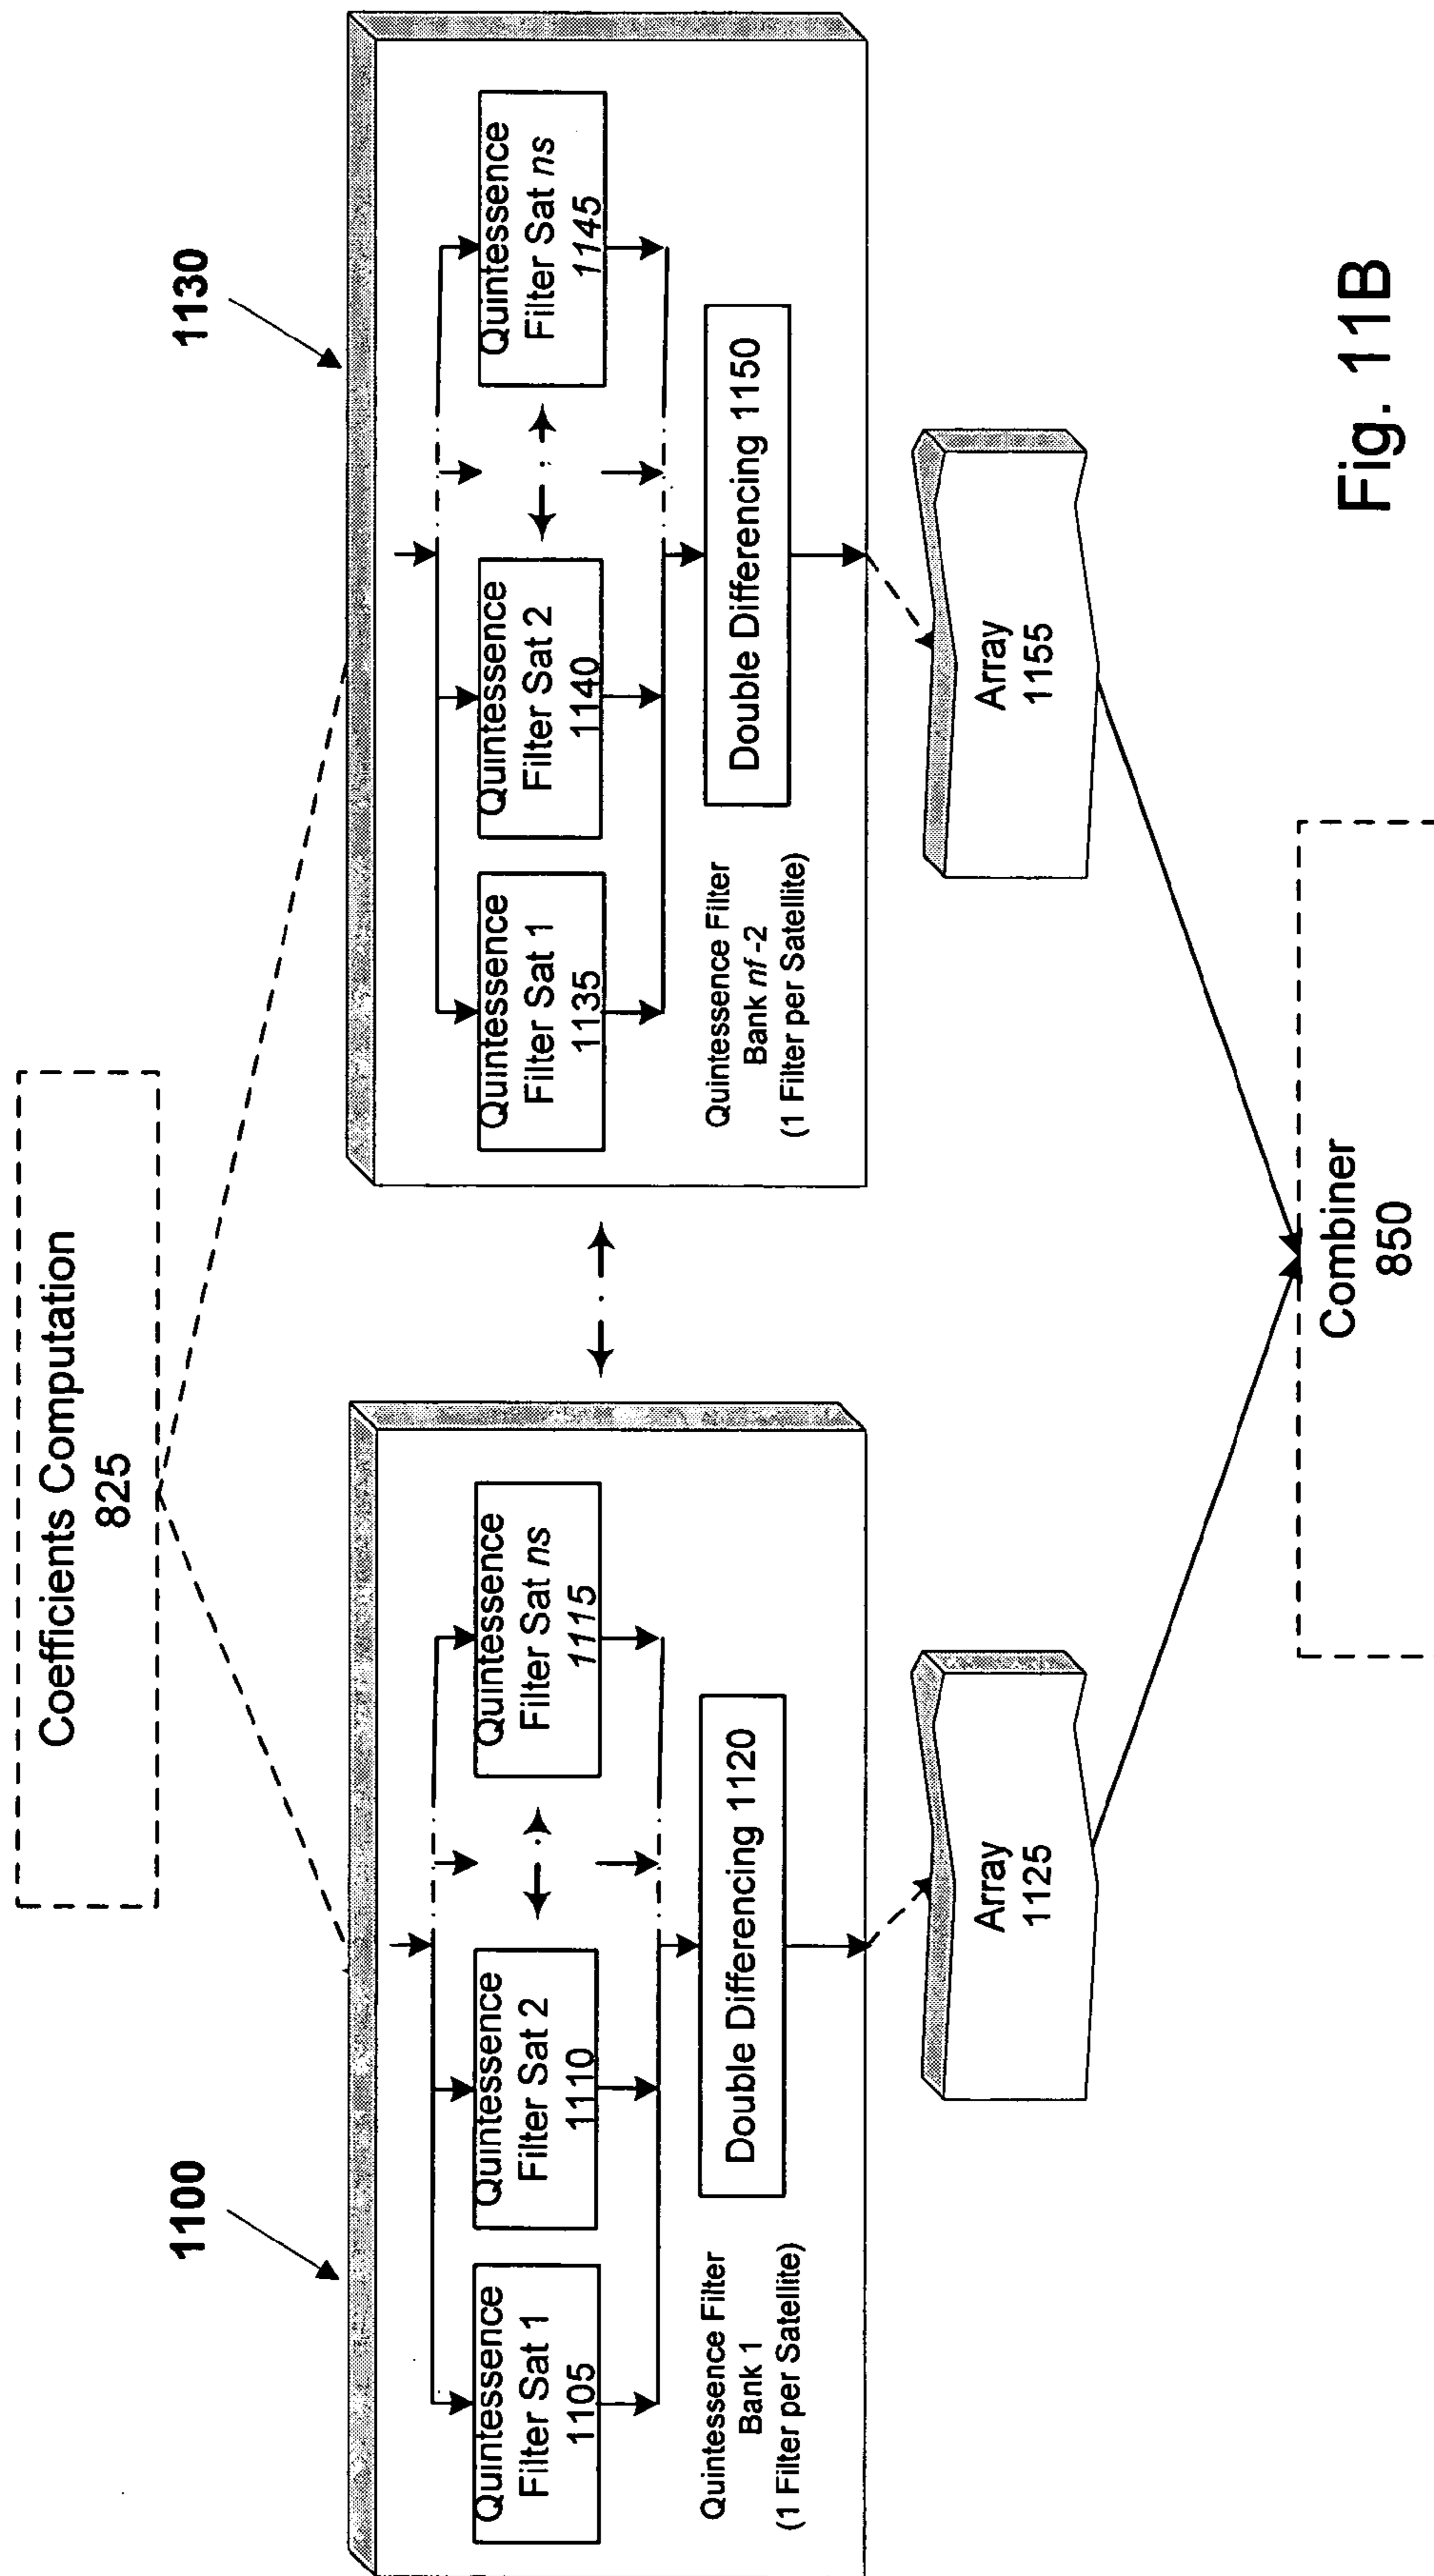 Coefficients Computation
825
1100
1130
Quintessence
Filter Sat 1
1105
Quintessence
Filter Sat 2
1110
Quintessence
Filter Sat ns
1115
Double Differencing 1120
Quintessence Filter
Bank 1
(1 Filter per Satellite)
Quintessence
Filter Sat 1
1135
Quintessence
Filter Sat 2
1140
Quintessence
Filter Sat ns
1145
Double Differencing 1150
Quintessence Filter
Bank nf -2
(1 Filter per Satellite)
Array
1125
Array
1155
Combiner
850
Fig. 11B